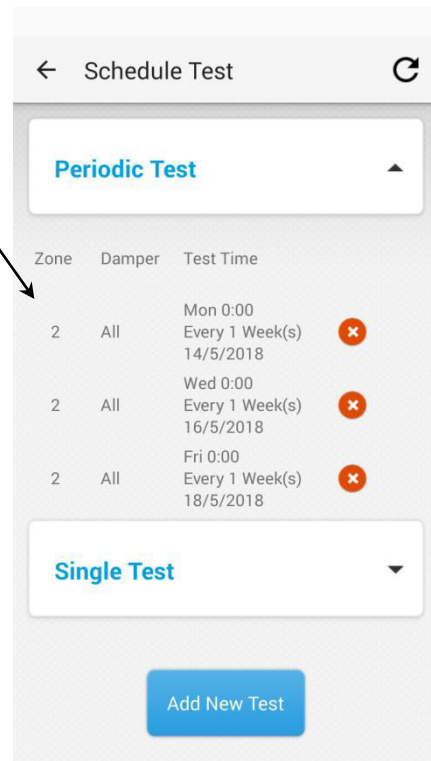 Schedule Test
Periodic Test
Zone Damper Test Time
Mon 0:00
2 All Every 1 Week(s)
14/5/2018
Wed 0:00
2 All Every 1 Week(s)
16/5/2018
Fri 0:00
2 All Every 1 Week(s)
18/5/2018
Single Test
Add New Test